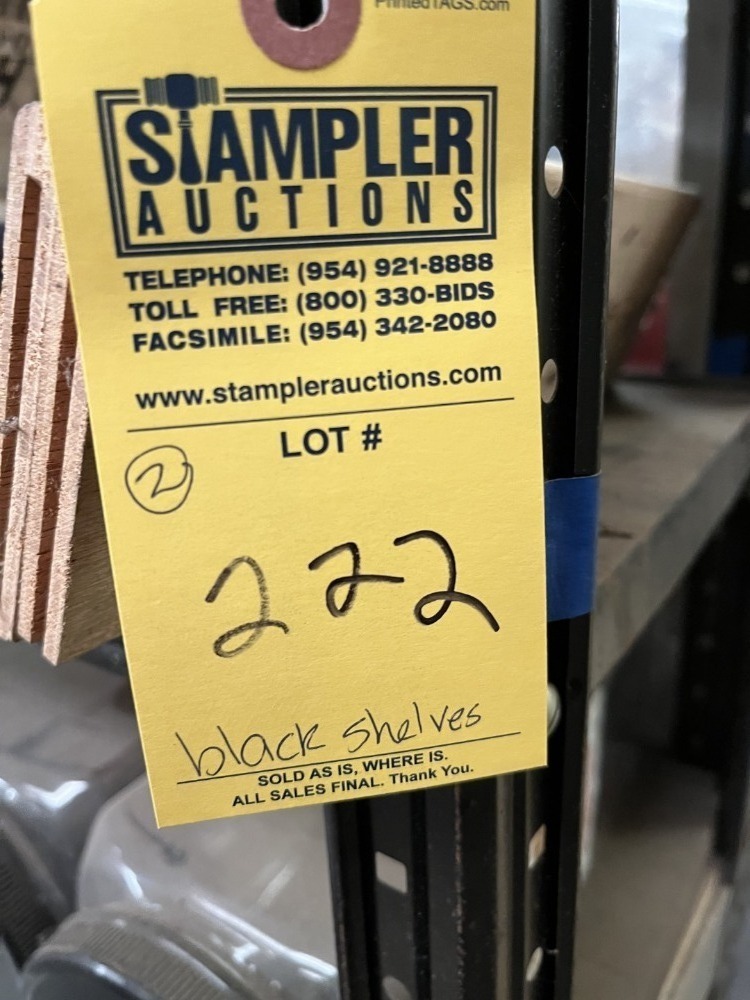 PrintedTAGS.com
STAMPLER
AUCTIONS
TELEPHONE: (954) 921-8888
TOLL FREE: (800) 330-BIDS
FACSIMILE: (954) 342-2080
www.stamplerauctions.com
LOT #
2
222
black shelves
SOLD AS IS, WHERE IS.
ALL SALES FINAL. Thank You.